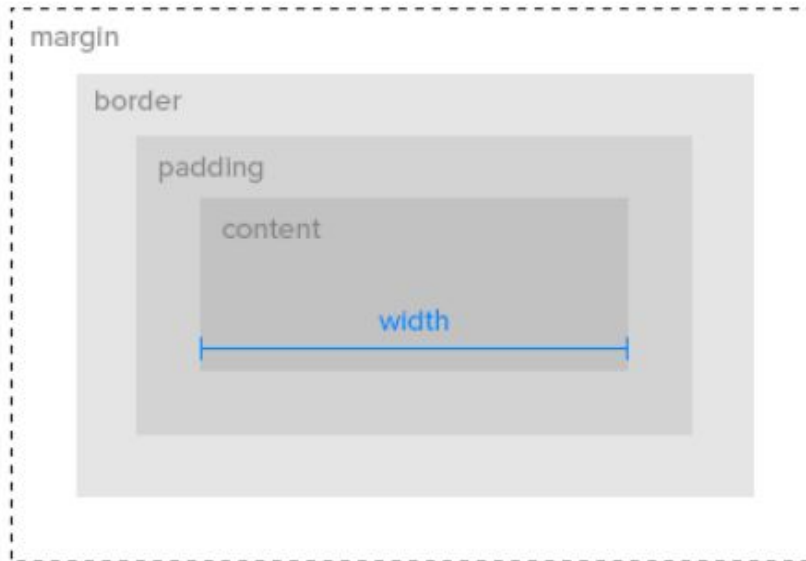 margin
border
padding
content
width